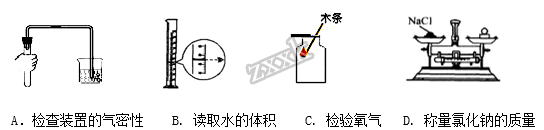 木条
NaCl
zxxk
A. 检查装置的气密性 B. 读取水的体积 C. 检验氧气 D. 称量氯化钠的质量